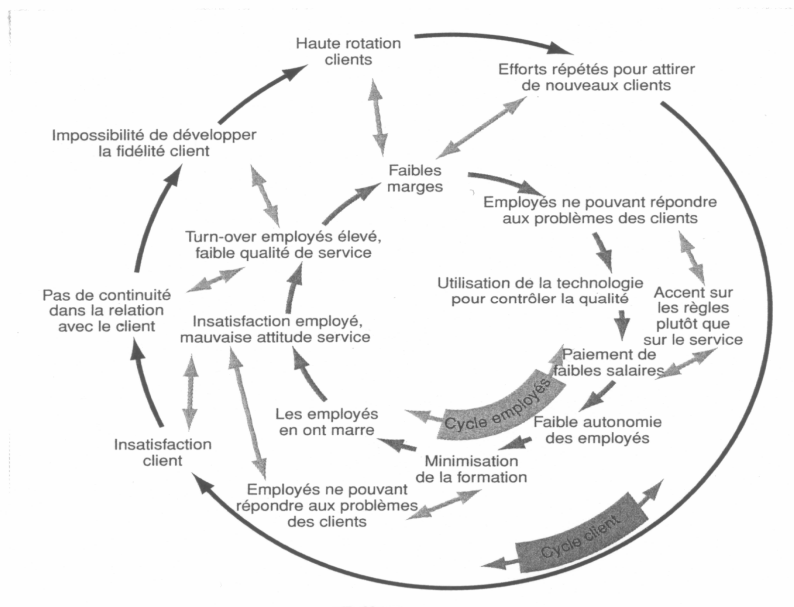 Haute rotation
clients
Efforts répétés pour attirer
de nouveaux clients
Impossibilité de développer
la fidélité client
Faibles
marges
Employés ne pouvant répondre
aux problèmes des clients
Turn-over employés élevé,
faible qualité de service
Utilisation de la technologie
pour contrôler la qualité
Accent sur
les règles
plutôt que
sur le service
Pas de continuité
dans la relation
avec le client
Insatisfaction employé,
mauvaise attitude service
Paiement de
faibles salaires
Cycle employés
Les employés
en ont marre
Faible autonomie
des employés
Insatisfaction
client
Minimisation
de la formation
Employés ne pouvant
répondre aux problèmes
des clients
Cycle client